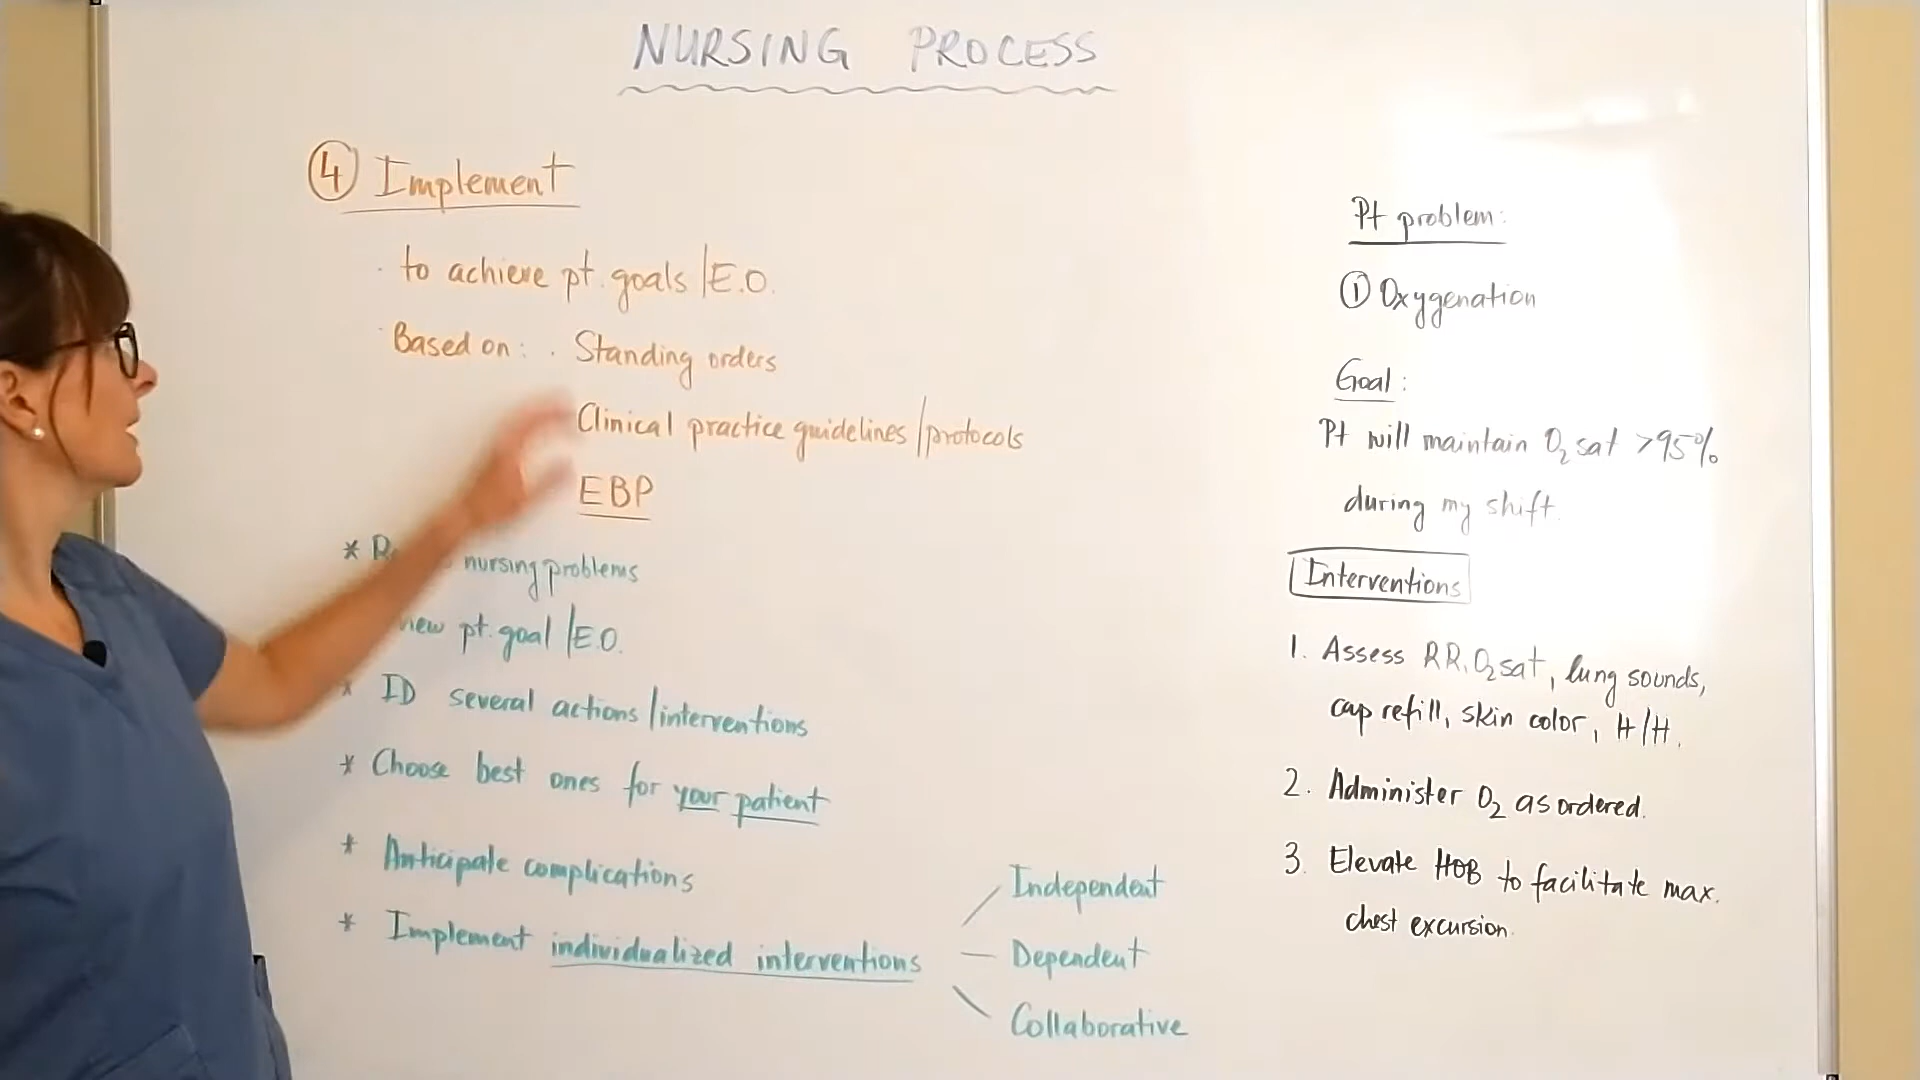 NURSING PROCESS
④ Implement
· to achieve pt. goals/E.O.
· Based on: · Standing orders
Clinical practice guidelines/protocols
EBP
* nursing problems
new pt. goal/E.O.
* ID several actions/interventions
* Choose best ones for your patient
* Anticipate complications
* Implement individualized interventions
Independent
Dependent
Collaborative
Pt problem:
① Oxygenation
Goal:
Pt will maintain O₂ sat >95%
during my shift.
Interventions
1. Assess RR, O₂ sat, lung sounds,
cap refill, skin color, H/H.
2. Administer O₂ as ordered.
3. Elevate HOB to facilitate max.
chest excursion.